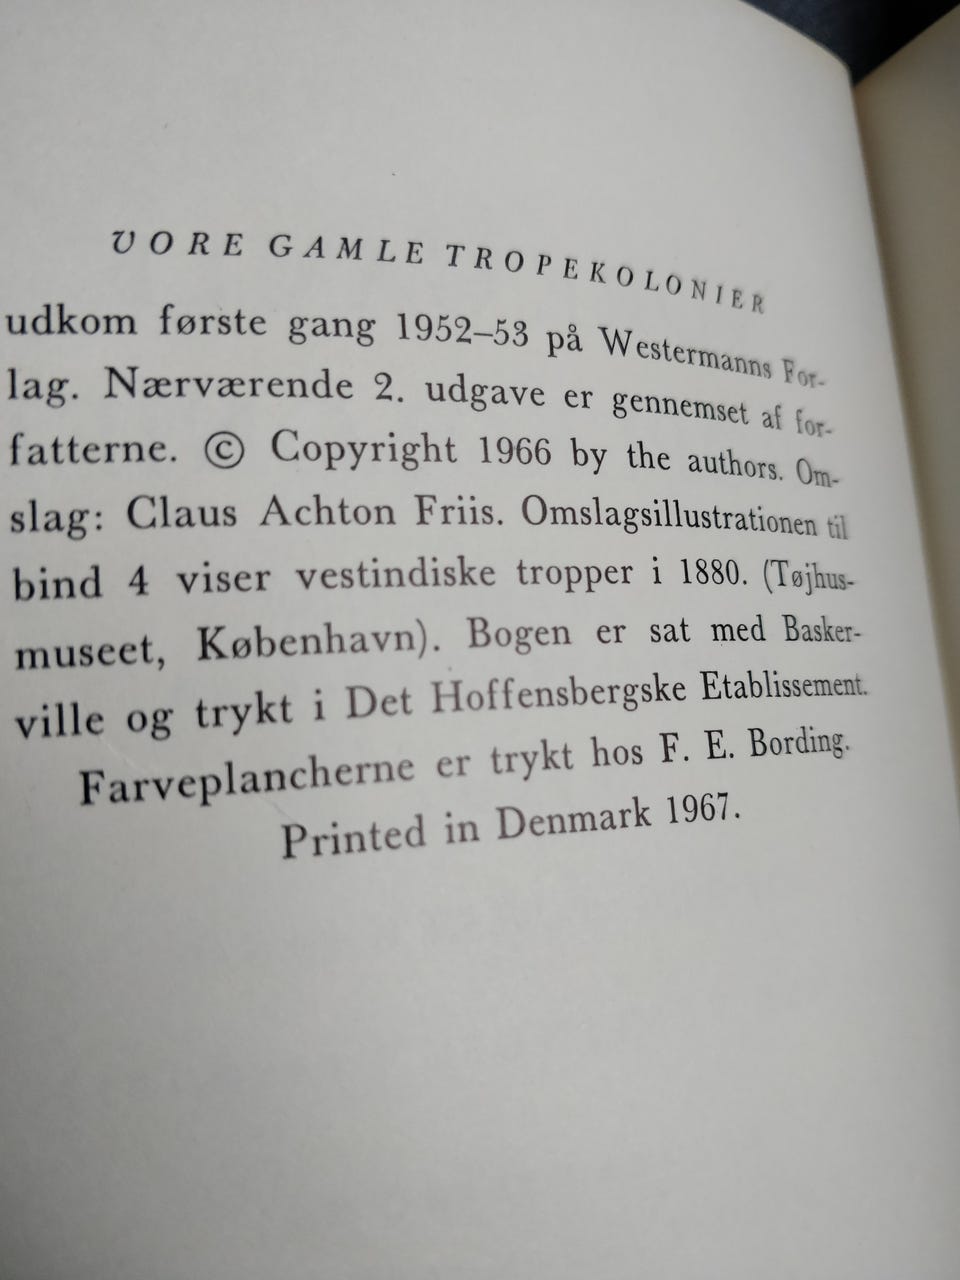 VORE GAMLE TROPEKOLONIER
udkom første gang 1952–53 på Westermanns For-
lag. Nærværende 2. udgave er gennemset af for-
fatterne. © Copyright 1966 by the authors. Om-
slag: Claus Achton Friis. Omslagsillustrationen til
bind 4 viser vestindiske tropper i 1880. (Tøjhus-
museet, København). Bogen er sat med Basker-
ville og trykt i Det Hoffensbergske Etablissement.
Farveplancherne er trykt hos F. E. Bording.
Printed in Denmark 1967.